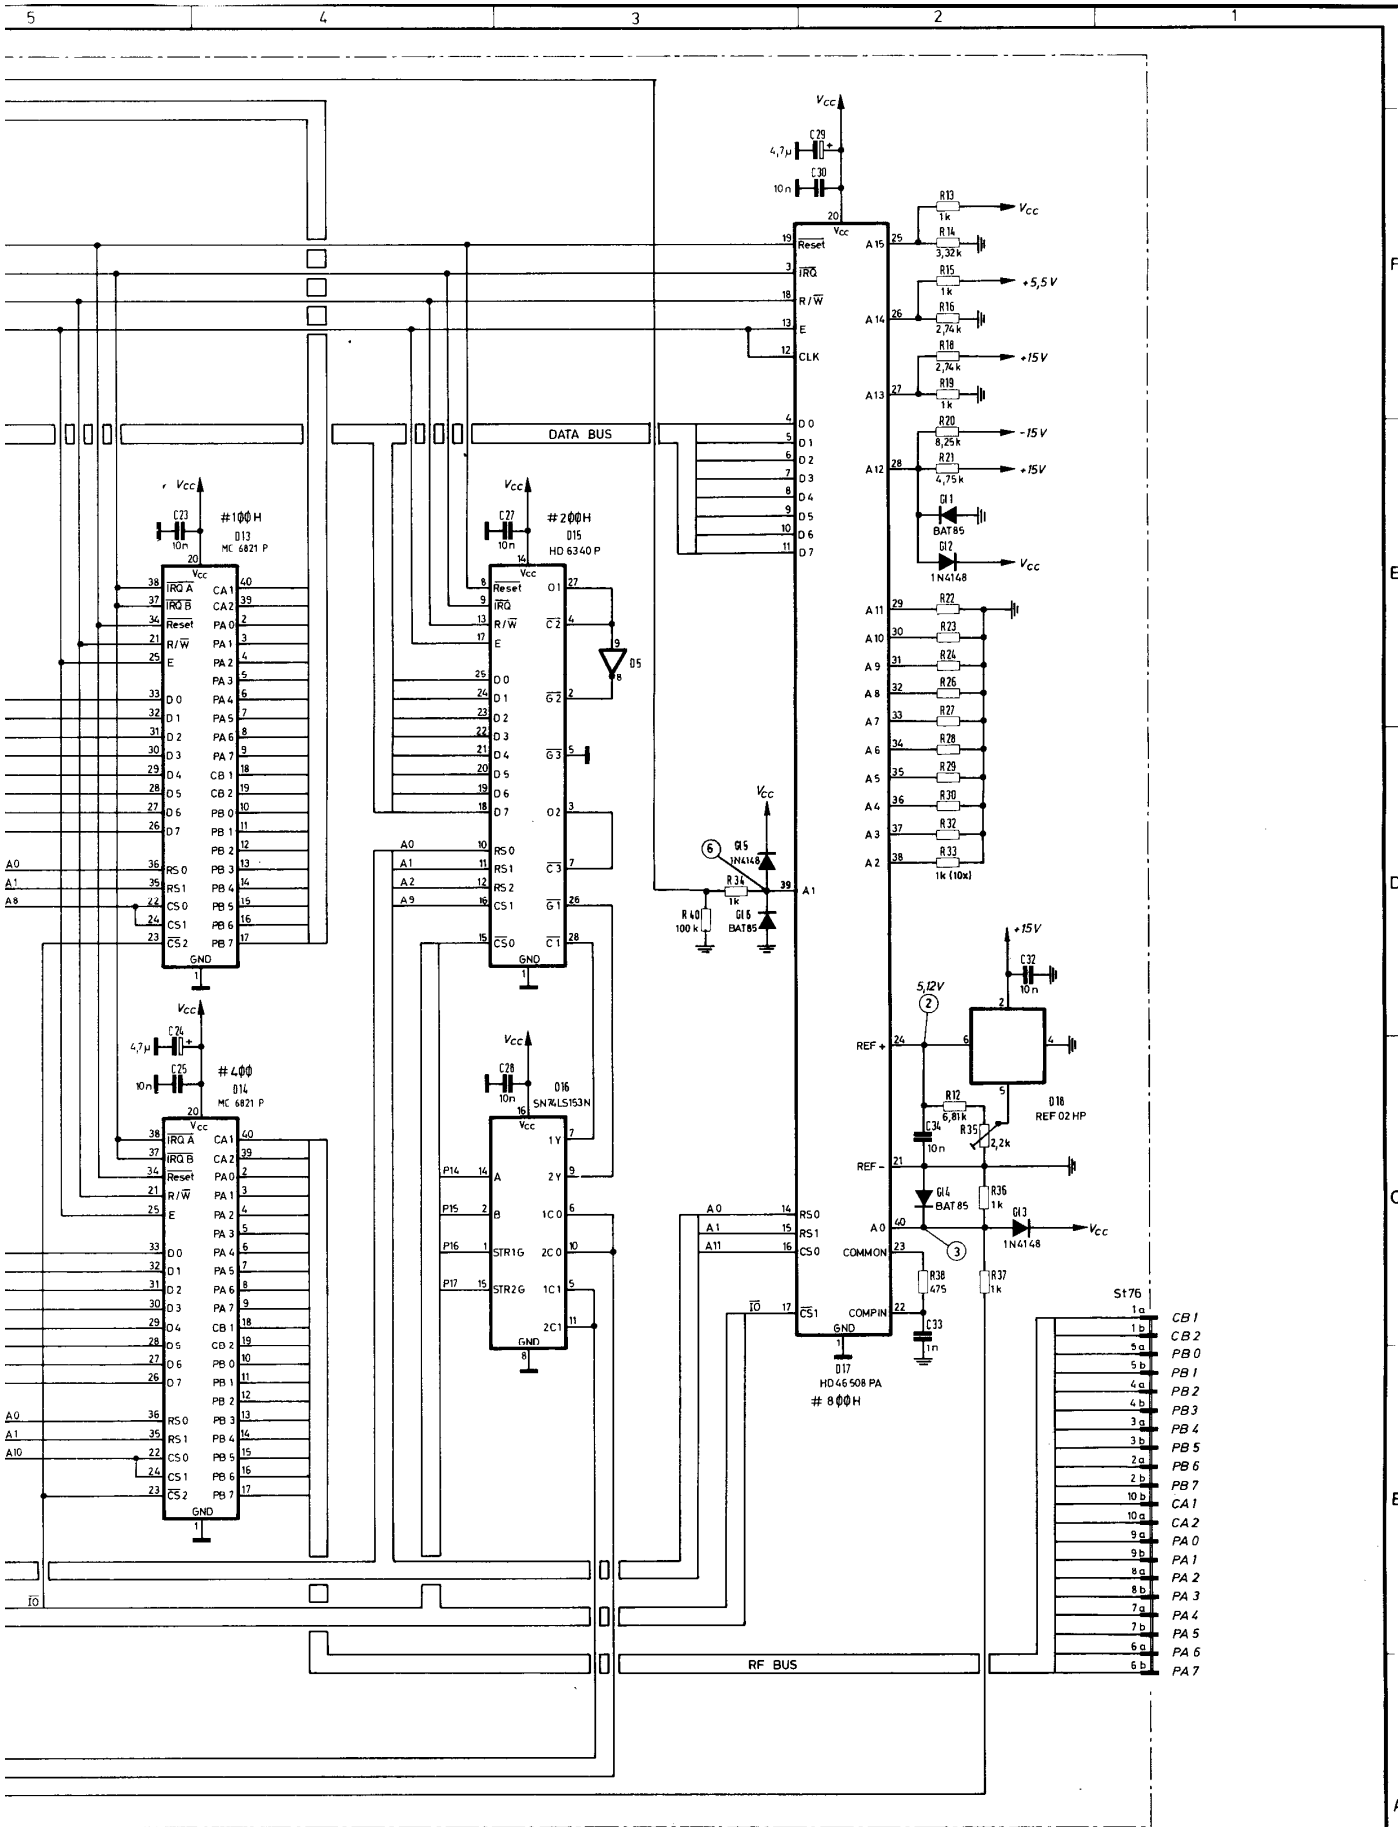 5 4 3 2 1
F
E
D
C
B
A
Vcc
C29
4,7µ +
C30
10n
20
Vcc
19 Reset
3 IRQ
18 R/W
13 E
12 CLK
A15 25
R13
1k
Vcc
R14
3,32k
A14 26
R15
1k
+5,5V
R16
2,74k
A13 27
R18
2,74k
+15V
R19
1k
A12 28
R20
8,25k
-15V
R21
4,75k
+15V
Gl1
BAT85
Gl2
1N4148
Vcc
DATA BUS
4 D0
5 D1
6 D2
7 D3
8 D4
9 D5
10 D6
11 D7
A11 29 R22
A10 30 R23
A9 31 R24
A8 32 R26
A7 33 R27
A6 34 R28
A5 35 R29
A4 36 R30
A3 37 R32
A2 38 R33
1k (10x)
Vcc
C23
10n
#100H
D13
MC 6821 P
20
Vcc
38 IRQA CA1 40
37 IRQB CA2 39
34 Reset PA0 2
21 R/W PA1 3
25 E PA2 4
PA3 5
33 D0 PA4 6
32 D1 PA5 7
31 D2 PA6 8
30 D3 PA7 9
29 D4 CB1 18
28 D5 CB2 19
27 D6 PB0 10
26 D7 PB1 11
PB2 12
A0 36 RS0 PB3 13
A1 35 RS1 PB4 14
A8 22 CS0 PB5 15
24 CS1 PB6 16
23 CS2 PB7 17
GND
1
Vcc
C27
10n
#200H
D15
HD 6340 P
14
Vcc
8 Reset O1 27
9 IRQ
13 R/W C2 4
17 E
9
D5
8
25 D0
24 D1 G2 2
23 D2
22 D3
21 D4 G3 5
20 D5
19 D6
18 D7 O2 3
A0 10 RS0
A1 11 RS1 C3 7
A2 12 RS2
A9 16 CS1 G1 26
15 CS0 C1 28
GND
1
Vcc
6
Gl5
1N4148
R34
1k
39 A1
R40
100k
Gl6
BAT85
+15V
C32
10n
5,12V
2
2
REF+ 24
6
4
5
D18
REF 02 HP
R12
6,81k
R35
2,2k
C34
10n
REF- 21
Gl4
BAT85
R36
1k
A0 40
Gl3
1N4148
Vcc
3
COMMON 23
R38
475
R37
1k
COMPIN 22
C33
1n
A0 14 RS0
A1 15 RS1
A11 16 CS0
IO 17 CS1
GND
1
D17
HD46508 PA
#800H
Vcc
C24
4,7µ +
C25
10n
#400
D14
MC 6821 P
20
Vcc
38 IRQA CA1 40
37 IRQB CA2 39
34 Reset PA0 2
21 R/W PA1 3
25 E PA2 4
PA3 5
33 D0 PA4 6
32 D1 PA5 7
31 D2 PA6 8
30 D3 PA7 9
29 D4 CB1 18
28 D5 CB2 19
27 D6 PB0 10
26 D7 PB1 11
PB2 12
A0 36 RS0 PB3 13
A1 35 RS1 PB4 14
A10 22 CS0 PB5 15
24 CS1 PB6 16
23 CS2 PB7 17
GND
1
Vcc
C28
10n
D16
SN74LS153N
16
Vcc
1Y 7
P14 14 A 2Y 9
P15 2 B 1C0 6
P16 1 STR1G 2C0 10
P17 15 STR2G 1C1 5
2C1 11
GND
8
IO
RF BUS
St76
1a CB1
1b CB2
5a PB0
5b PB1
4a PB2
4b PB3
3a PB4
3b PB5
2a PB6
2b PB7
10b CA1
10a CA2
9a PA0
9b PA1
8a PA2
8b PA3
7a PA4
7b PA5
6a PA6
6b PA7